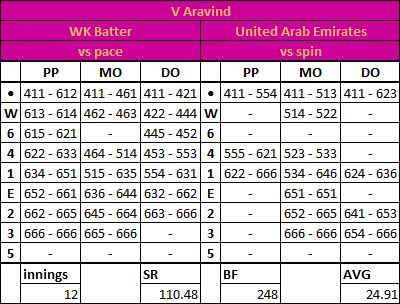 V Aravind
WK Batter United Arab Emirates
vs pace vs spin
PP MO DO PP MO DO
• 411 - 612 411 - 461 411 - 421 • 411 - 554 411 - 513 411 - 623
W 613 - 614 462 - 463 422 - 444 W - 514 - 522 -
6 615 - 621 - 445 - 452 6 - - -
4 622 - 633 464 - 514 453 - 553 4 555 - 621 523 - 533 -
1 634 - 651 515 - 635 554 - 631 1 622 - 666 534 - 646 624 - 636
E 652 - 661 636 - 644 632 - 662 E - 651 - 651 -
2 662 - 665 645 - 664 663 - 666 2 - 652 - 665 641 - 653
3 666 - 666 665 - 666 - 3 - 666 - 666 654 - 666
5 - - - 5 - - -
innings SR BF AVG
12 110.48 248 24.91